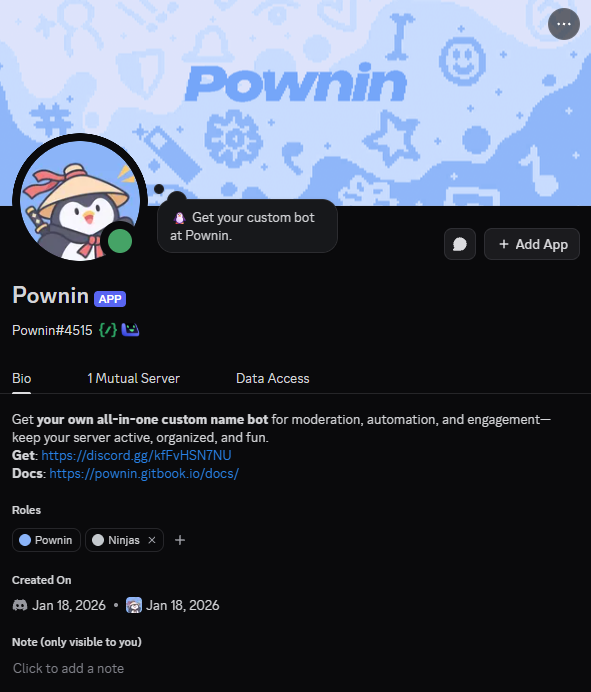 Pownin
Get your custom bot
at Pownin.
+ Add App
Pownin APP
Pownin#4515
Bio
1 Mutual Server
Data Access
Get your own all-in-one custom name bot for moderation, automation, and engagement—
keep your server active, organized, and fun.
Get: https://discord.gg/kfFvHSN7NU
Docs: https://pownin.gitbook.io/docs/
Roles
Pownin
Ninjas
Created On
Jan 18, 2026 • Jan 18, 2026
Note (only visible to you)
Click to add a note